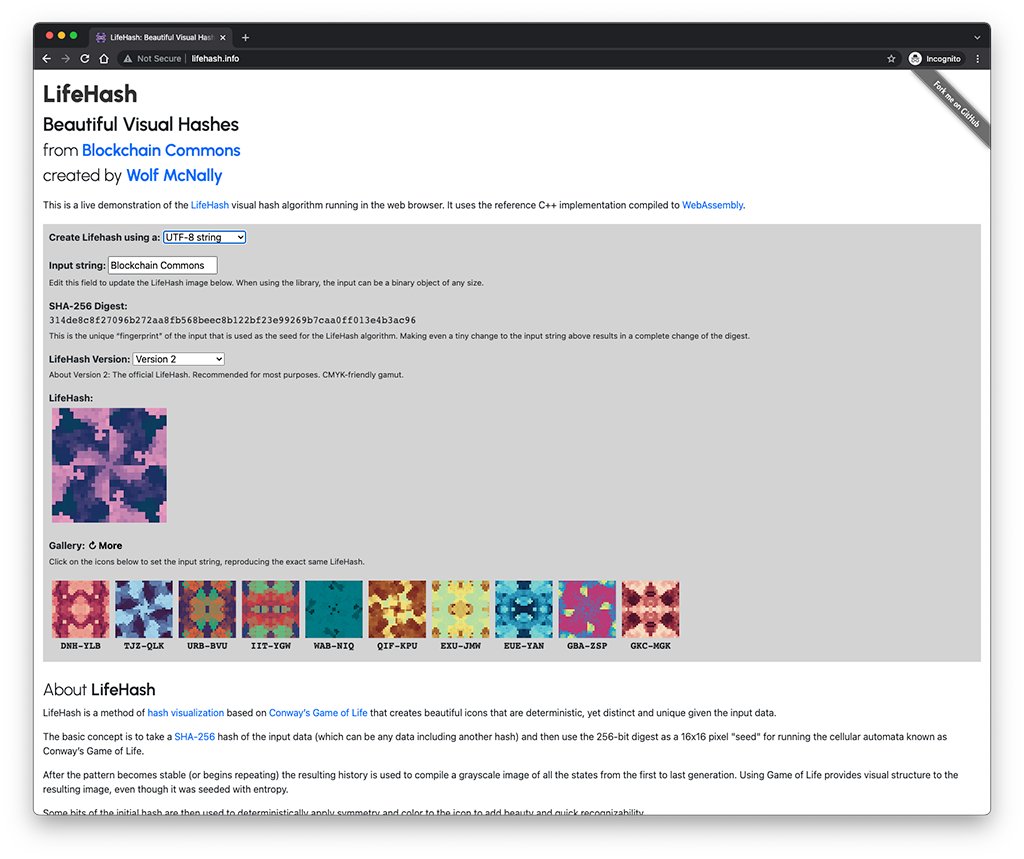 LifeHash: Beautiful Visual Hash
Not Secure | lifehash.info
Incognito
Fork me on GitHub
LifeHash
Beautiful Visual Hashes
from Blockchain Commons
created by Wolf McNally
This is a live demonstration of the LifeHash visual hash algorithm running in the web browser. It uses the reference C++ implementation compiled to WebAssembly.
Create Lifehash using a: UTF-8 string
Input string: Blockchain Commons
Edit this field to update the LifeHash image below. When using the library, the input can be a binary object of any size.
SHA-256 Digest:
314de8c8f27096b272aa8fb568beec8b122bf23e99269b7caa0ff013e4b3ac96
This is the unique "fingerprint" of the input that is used as the seed for the LifeHash algorithm. Making even a tiny change to the input string above results in a complete change of the digest.
LifeHash Version: Version 2
About Version 2: The official LifeHash. Recommended for most purposes. CMYK-friendly gamut.
LifeHash:
Gallery: ↻ More
Click on the icons below to set the input string, reproducing the exact same LifeHash.
DNH-YLB TJZ-QLK URB-BVU IIT-YGW WAB-NIQ QIF-KPU EXU-JMW EUE-YAN GBA-ZSP GKC-MGK
About LifeHash
LifeHash is a method of hash visualization based on Conway's Game of Life that creates beautiful icons that are deterministic, yet distinct and unique given the input data.
The basic concept is to take a SHA-256 hash of the input data (which can be any data including another hash) and then use the 256-bit digest as a 16x16 pixel "seed" for running the cellular automata known as
Conway's Game of Life.
After the pattern becomes stable (or begins repeating) the resulting history is used to compile a grayscale image of all the states from the first to last generation. Using Game of Life provides visual structure to the
resulting image, even though it was seeded with entropy.
Some bits of the initial hash are then used to deterministically apply symmetry and color to the icon to add beauty and quick recognizability.